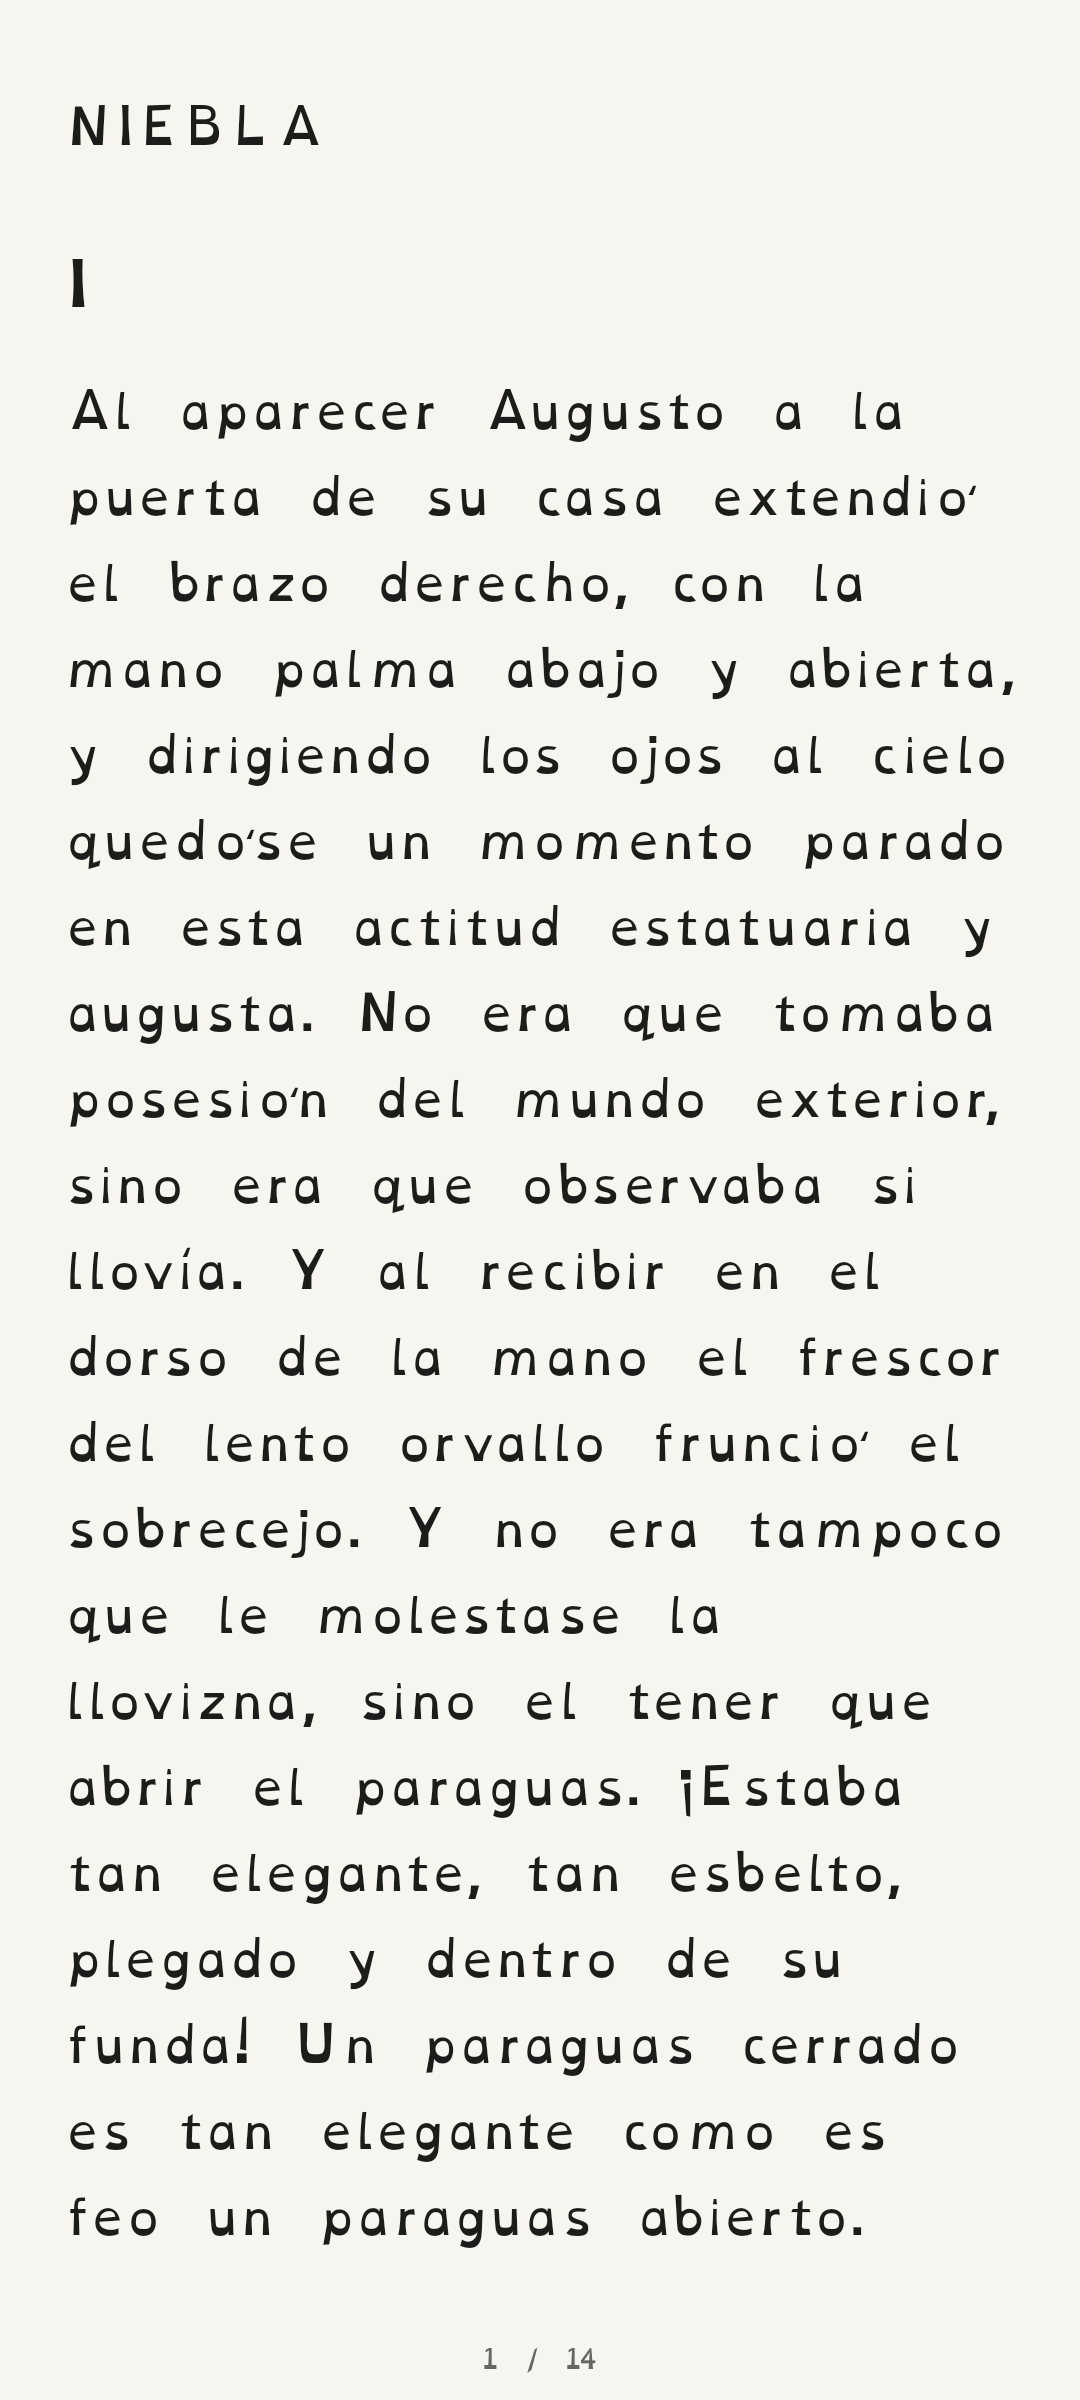 NIEBLA
I
Al aparecer Augusto a la
puerta de su casa extendió
el brazo derecho, con la
mano palma abajo y abierta,
y dirigiendo los ojos al cielo
quedóse un momento parado
en esta actitud estatuaria y
augusta. No era que tomaba
posesión del mundo exterior,
sino era que observaba si
llovía. Y al recibir en el
dorso de la mano el frescor
del lento orvallo frunció el
sobrecejo. Y no era tampoco
que le molestase la
llovizna, sino el tener que
abrir el paraguas. ¡Estaba
tan elegante, tan esbelto,
plegado y dentro de su
funda! Un paraguas cerrado
es tan elegante como es
feo un paraguas abierto.
1 / 14